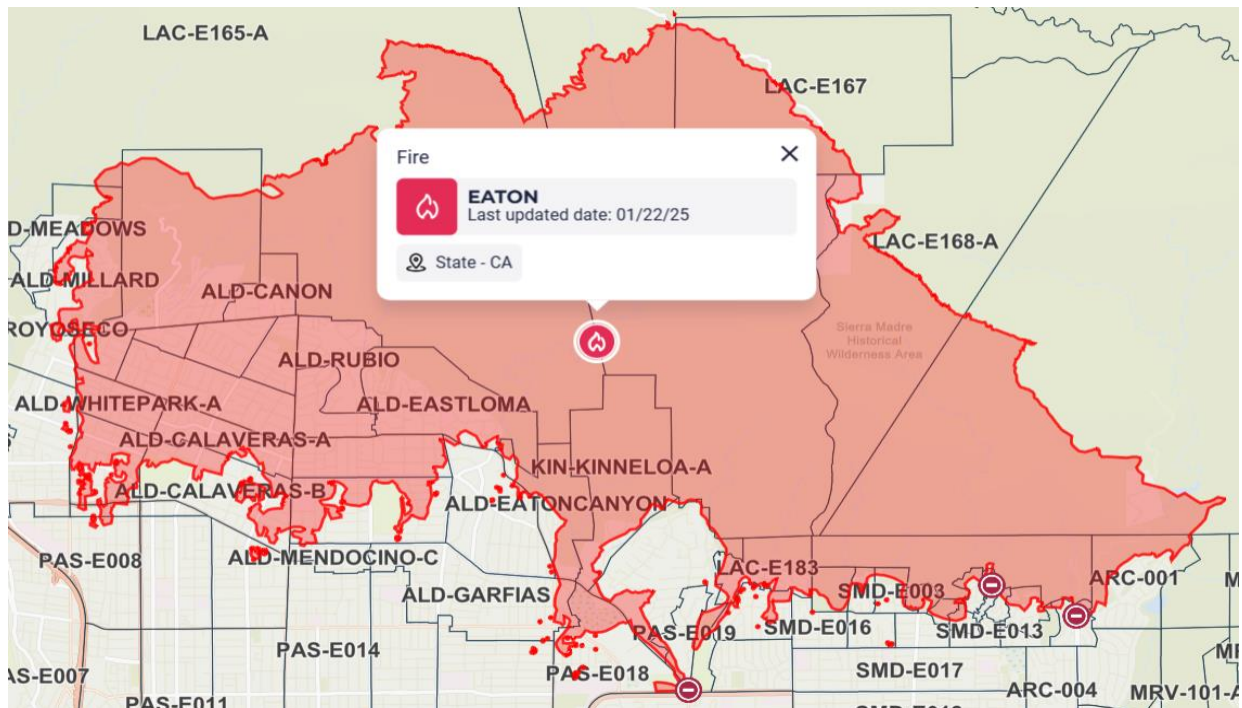 LAC-E165-A
LAC-E167
Fire
EATON
Last updated date: 01/22/25
State - CA
D-MEADOWS
LAC-E168-A
ALD-MILLARD
ALD-CANON
ROYOSECO
Sierra Madre
Historical
Wilderness Area
ALD-RUBIO
ALD-WHITEPARK-A
ALD-EASTLOMA
ALD-CALAVERAS-A
KIN-KINNELOA-A
ALD-CALAVERAS-B
ALD-EATONCANYON
PAS-E008
ALD-MENDOCINO-C
LAC-E183
ARC-001
ALD-GARFIAS
SMD-E003
PAS-E019
SMD-E016
SMD-E013
PAS-E014
AS-E007
PAS-E018
SMD-E017
ARC-004
MRV-101-A
PAS-E011